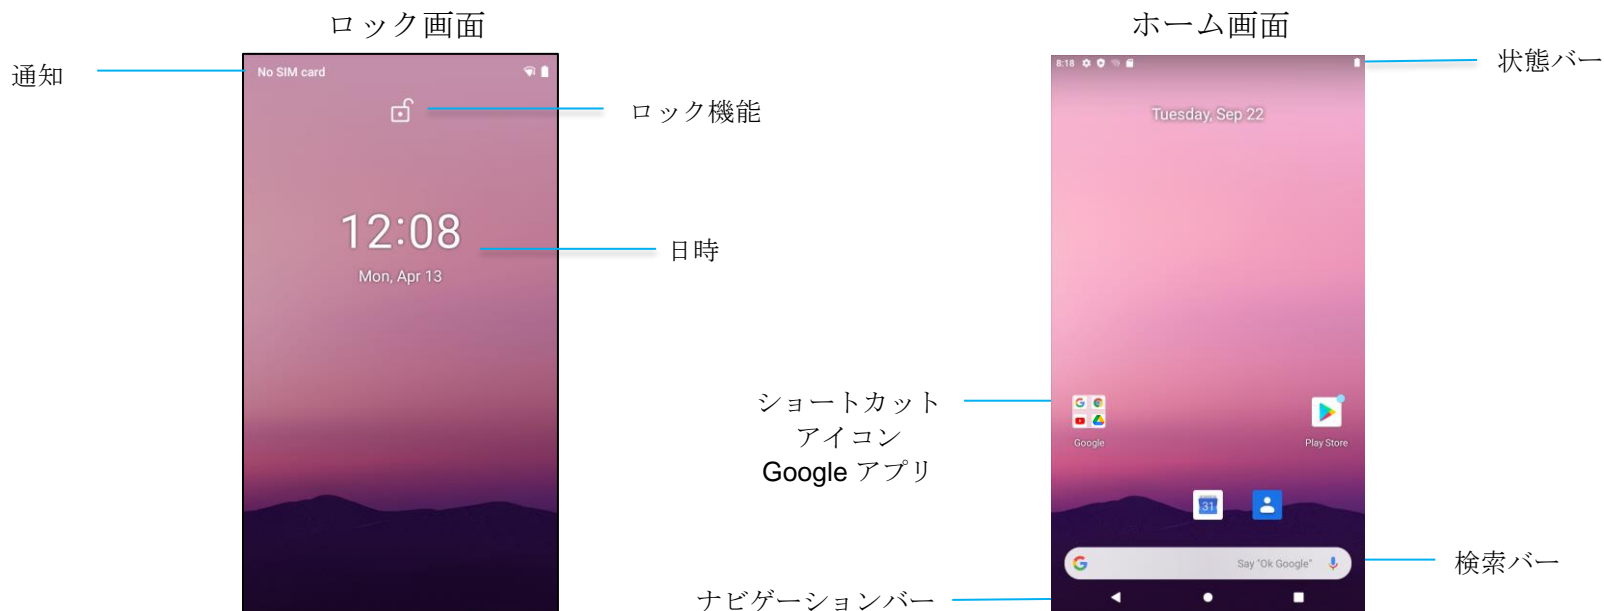 ロック画面
ホーム画面
通知
No SIM card
ロック機能
12:08
Mon, Apr 13
日時
8:18
状態バー
Tuesday, Sep 22
ショートカット
アイコン
Google アプリ
Google
Play Store
31
Say "Ok Google"
検索バー
ナビゲーションバー